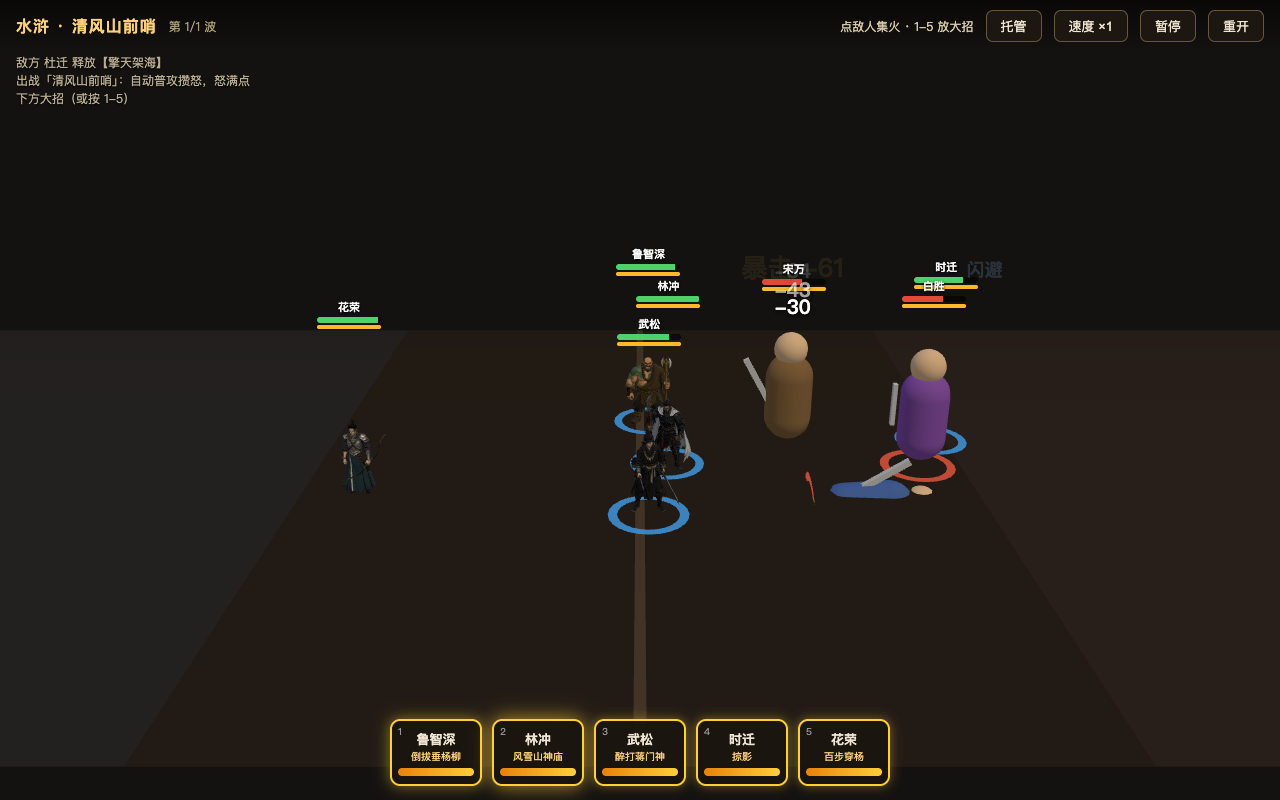 水浒 · 清风山前哨 第 1/1 波
点敌人集火 · 1–5 放大招 托管 速度 ×1 暂停 重开
敌方 杜迁 释放【擎天架海】
出战「清风山前哨」：自动普攻攒怒，怒满点
下方大招（或按 1–5）
鲁智深
暴击 -61
宋万
时迁
闪避
林冲
-43
白胜
花荣
-30
武松
1 鲁智深 倒拔垂杨柳
2 林冲 风雪山神庙
3 武松 醉打蒋门神
4 时迁 掠影
5 花荣 百步穿杨